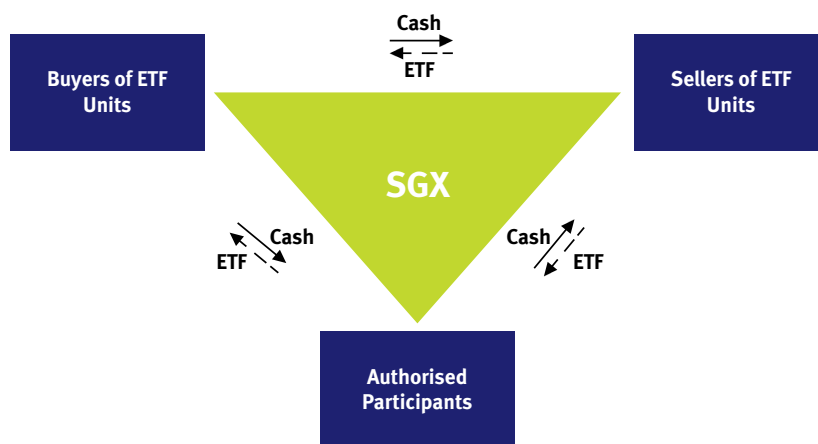 Cash
ETF
Buyers of ETF
Units
Sellers of ETF
Units
SGX
Cash
ETF
Cash
ETF
Authorised
Participants